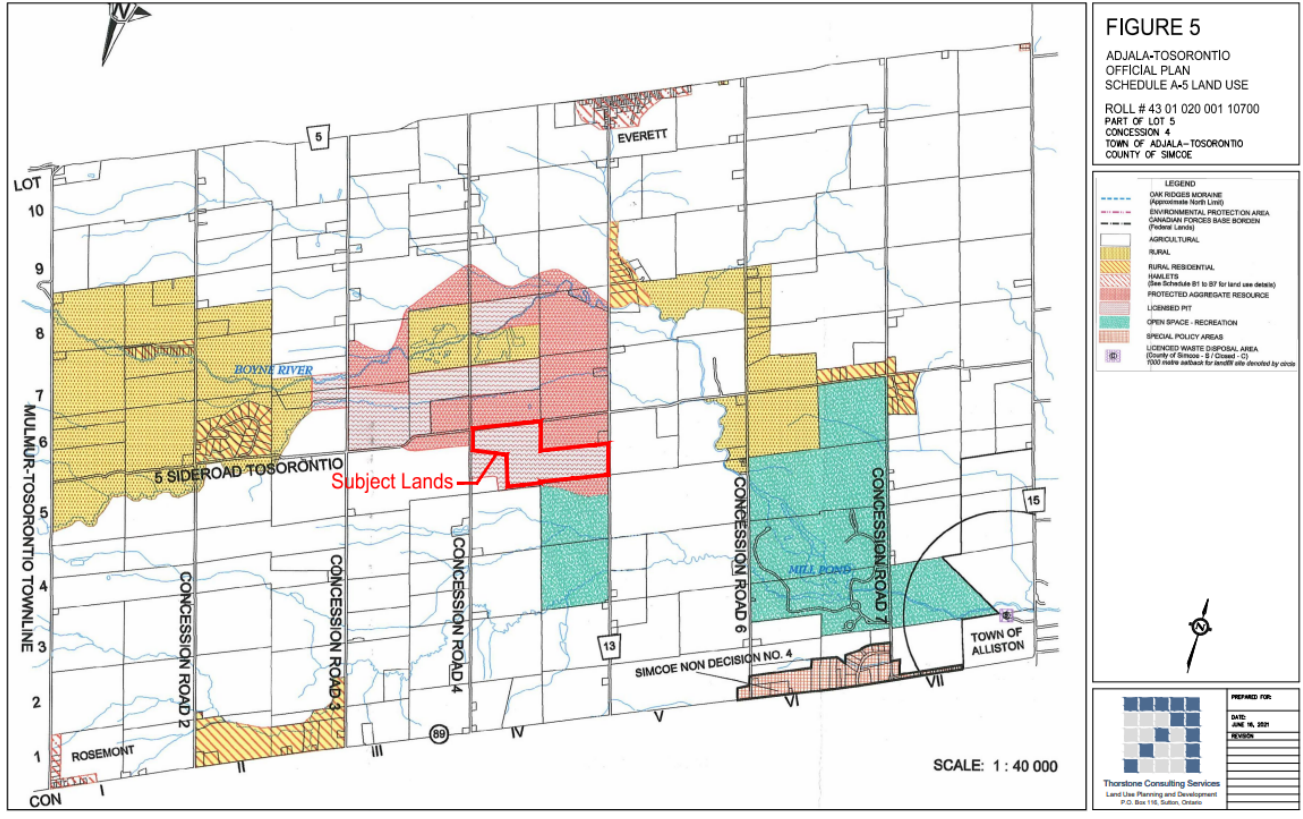 N
FIGURE 5
ADJALA-TOSORONTIO
OFFICIAL PLAN
SCHEDULE A-5 LAND USE
ROLL # 43 01 020 001 10700
PART OF LOT 5
CONCESSION 4
TOWN OF ADJALA-TOSORONTIO
COUNTY OF SIMCOE
LEGEND
OAK RIDGES MORAINE
(Approximate North Limit)
ENVIRONMENTAL PROTECTION AREA
CANADIAN FORCES BASE BORDEN
(Federal Lands)
AGRICULTURAL
RURAL
RURAL RESIDENTIAL
HAMLETS
(See Schedule B1 to B7 for land use details)
PROTECTED AGGREGATE RESOURCE
LICENSED PIT
OPEN SPACE - RECREATION
SPECIAL POLICY AREAS
LICENCED WASTE DISPOSAL AREA
(County of Simcoe - S / Closed - C)
1000 metre setback for landfill site denoted by circle
N
PREPARED FOR:
DATE:
JUNE 16, 2021
REVISION
Thorstone Consulting Services
Land Use Planning and Development
P.O. Box 116, Sutton, Ontario
5
EVERETT
LOT
10
9
8
7
6
5
4
3
2
1
CON
MULMUR-TOSORONTIO TOWNLINE
BOYNE RIVER
5 SIDEROAD TOSORONTIO
Subject Lands
CONCESSION ROAD 2
CONCESSION ROAD 3
CONCESSION ROAD 4
CONCESSION ROAD 6
CONCESSION ROAD 7
15
MILL POND
13
TOWN OF
ALLISTON
SIMCOE NON DECISION NO. 4
ROSEMONT
89
I
II
III
IV
V
VI
VII
SCALE: 1 : 40 000